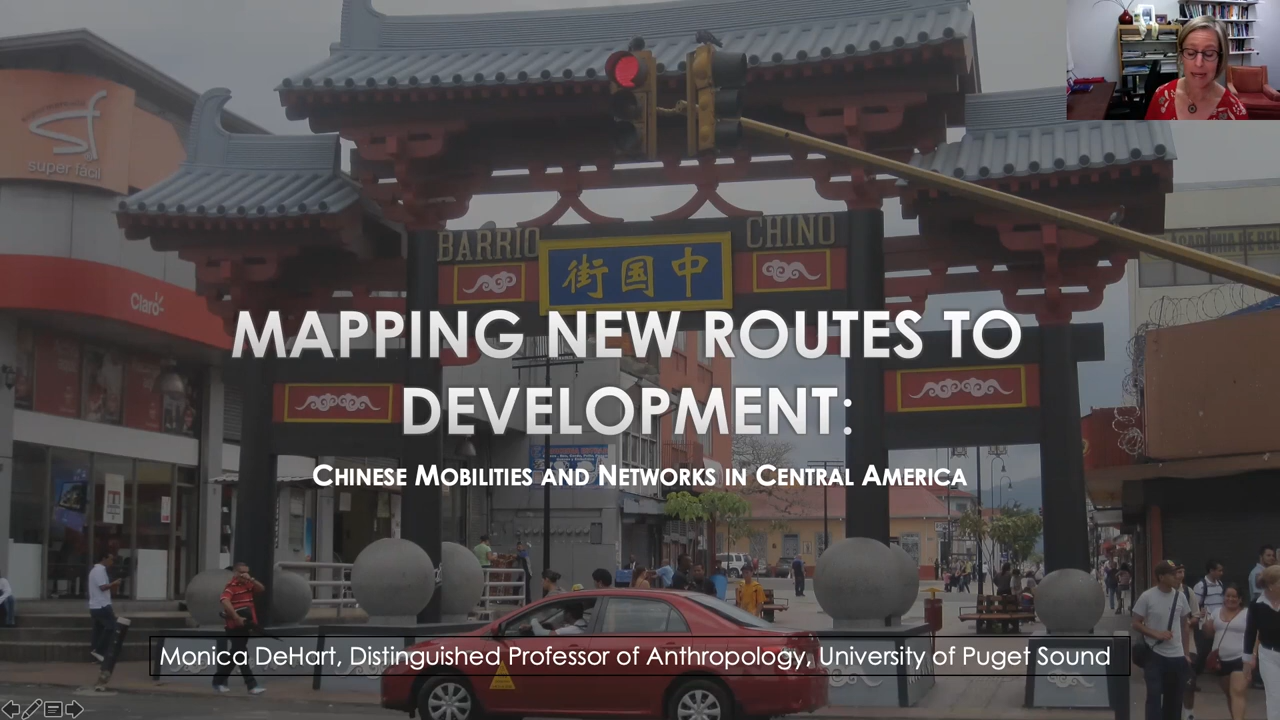 super fácil
Claro
BARRIO CHINO
街国中
MAPPING NEW ROUTES TO
DEVELOPMENT:
CHINESE MOBILITIES AND NETWORKS IN CENTRAL AMERICA
Monica DeHart, Distinguished Professor of Anthropology, University of Puget Sound